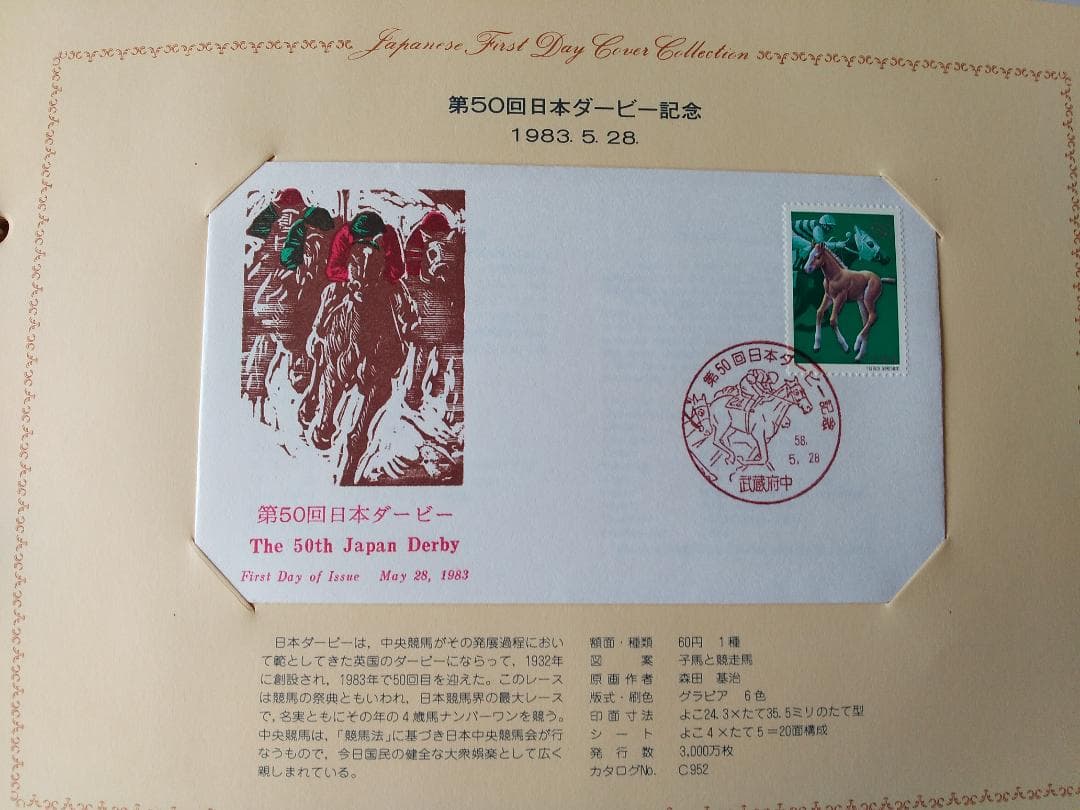 Japanese First Day Cover Collection
第50回日本ダービー記念
1983. 5. 28.
第50回日本ダービー記念
58.
5. 28
武蔵府中
第50回日本ダービー
The 50th Japan Derby
First Day of Issue May 28, 1983
日本ダービーは，中央競馬がその発展過程におい
て範としてきた英国のダービーにならって，1932年
に創設され，1983年で50回目を迎えた。このレース
は競馬の祭典ともいわれ，日本競馬界の最大レース
で，名実ともにその年の4歳馬ナンバーワンを競う。
中央競馬は，「競馬法」に基づき日本中央競馬会が行
なうもので，今日国民の健全な大衆娯楽として広く
親しまれている。
額面・種類 60円 1種
図案 子馬と競走馬
原画作者 森田 基治
版式・刷色 グラビア 6色
印面寸法 よこ24.3×たて35.5ミリのたて型
シート よこ4×たて5＝20面構成
発行数 3,000万枚
カタログNo. C952